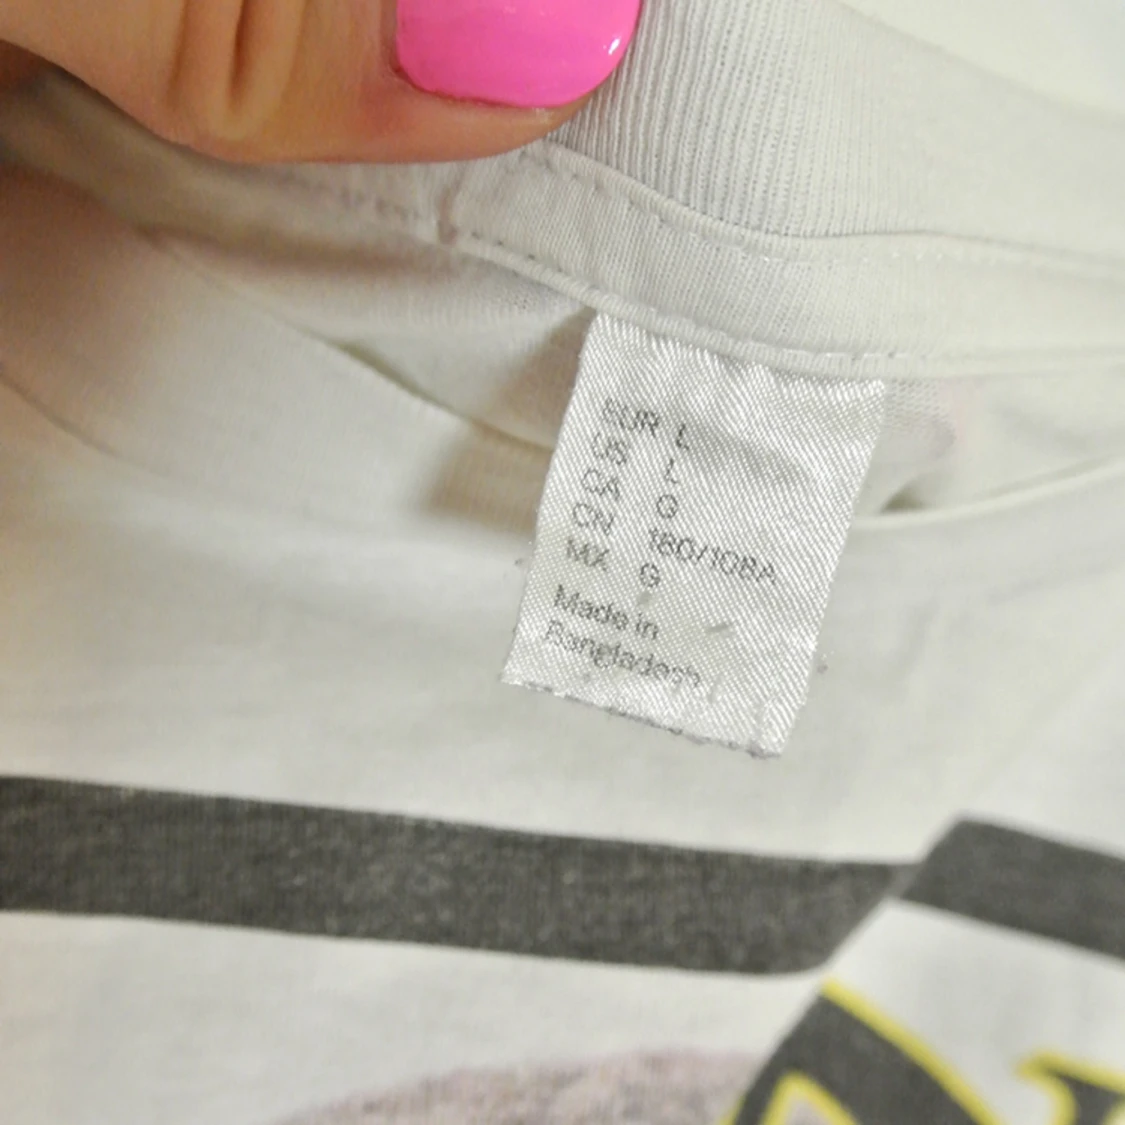 EUR L
US L
CA G
CN 180/108A
MX G
Made in
Bangladesh